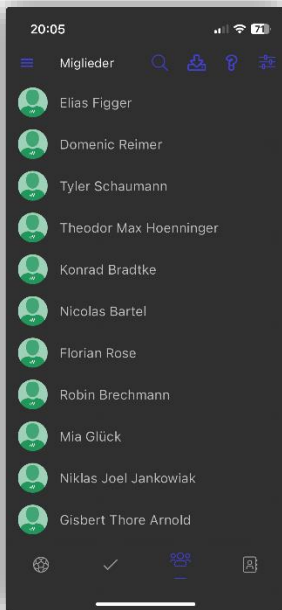 20:05
71
Miglieder
Elias Figger
Domenic Reimer
Tyler Schaumann
Theodor Max Hoenninger
Konrad Bradtke
Nicolas Bartel
Florian Rose
Robin Brechmann
Mia Glück
Niklas Joel Jankowiak
Gisbert Thore Arnold